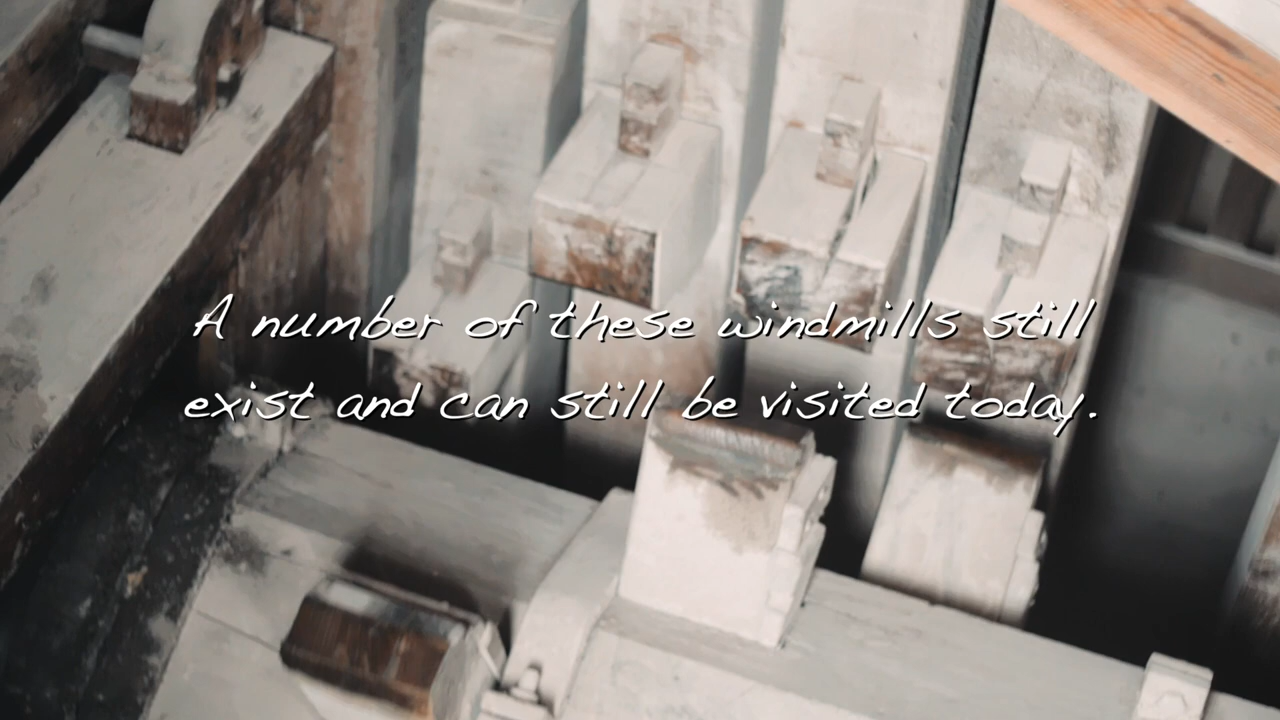 A number of these windmills still
exist and can still be visited today.